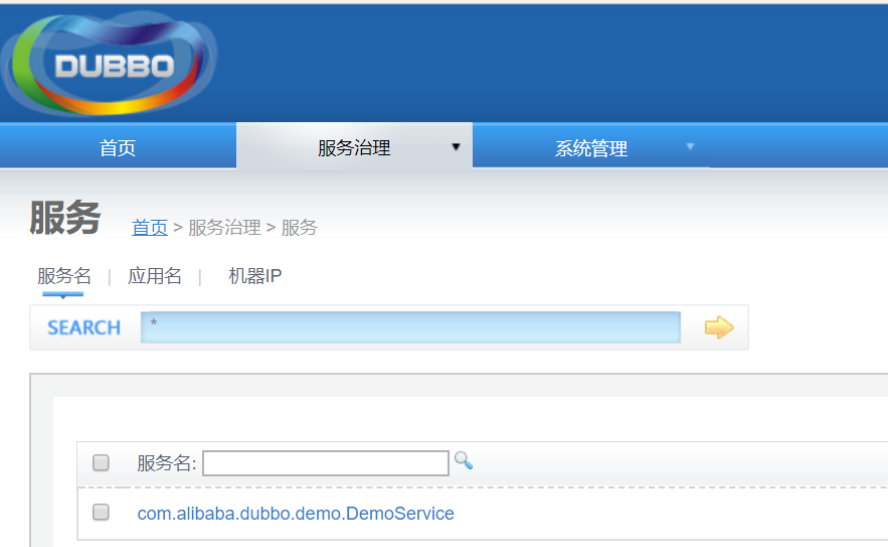 DUBBO
首页 服务治理 系统管理
服务 首页 > 服务治理 > 服务
服务名 | 应用名 | 机器IP
SEARCH *
服务名:
com.alibaba.dubbo.demo.DemoService